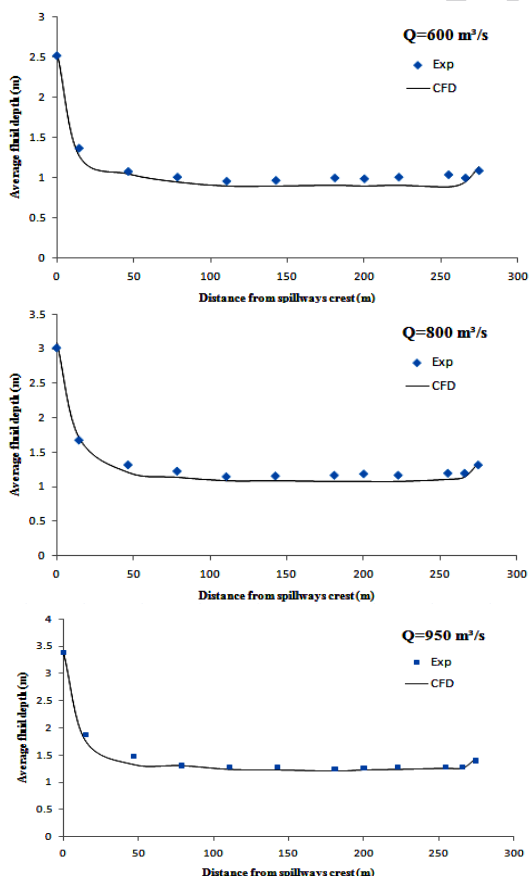 3
2.5
2
1.5
1
0.5
0
Average fluid depth (m)
Q=600 m³/s
Exp
CFD
0 50 100 150 200 250 300
Distance from spillways crest (m)
3.5
3
2.5
2
1.5
1
0.5
0
Average fluid depth (m)
Q=800 m³/s
Exp
CFD
0 50 100 150 200 250 300
Distance from spillways crest (m)
4
3.5
3
2.5
2
1.5
1
0.5
0
Average fluid depth (m)
Q=950 m³/s
Exp
CFD
0 50 100 150 200 250 300
Distance from spillways crest (m)